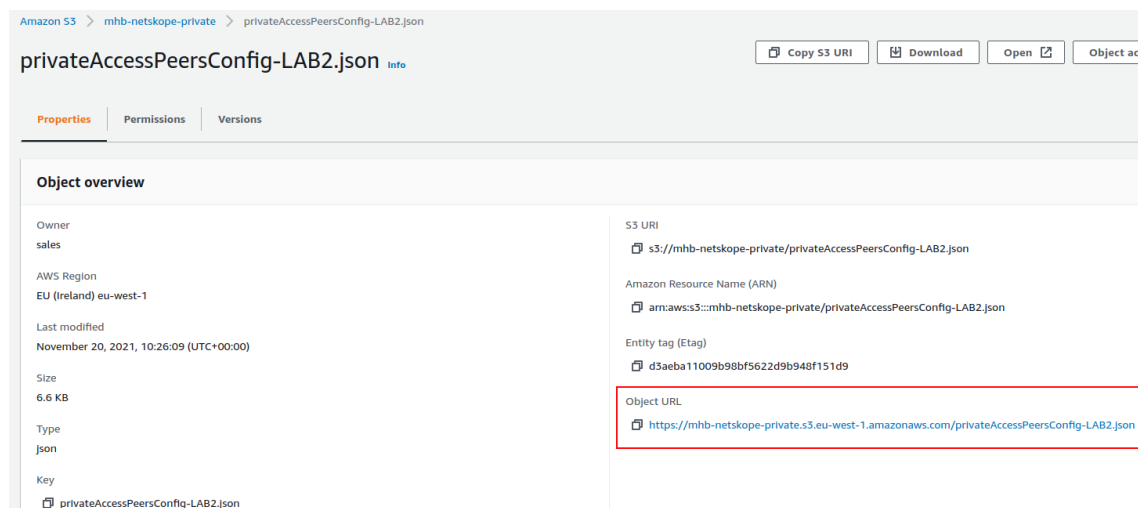 Amazon S3 > mhb-netskope-private > privateAccessPeersConfig-LAB2.json
privateAccessPeersConfig-LAB2.json Info
Copy S3 URI Download Open Object ac
Properties Permissions Versions
Object overview
Owner
sales
AWS Region
EU (Ireland) eu-west-1
Last modified
November 20, 2021, 10:26:09 (UTC+00:00)
Size
6.6 KB
Type
json
Key
privateAccessPeersConfig-LAB2.json
S3 URI
s3://mhb-netskope-private/privateAccessPeersConfig-LAB2.json
Amazon Resource Name (ARN)
arn:aws:s3:::mhb-netskope-private/privateAccessPeersConfig-LAB2.json
Entity tag (Etag)
d3aeba11009b98bf5622d9b948f151d9
Object URL
https://mhb-netskope-private.s3.eu-west-1.amazonaws.com/privateAccessPeersConfig-LAB2.json